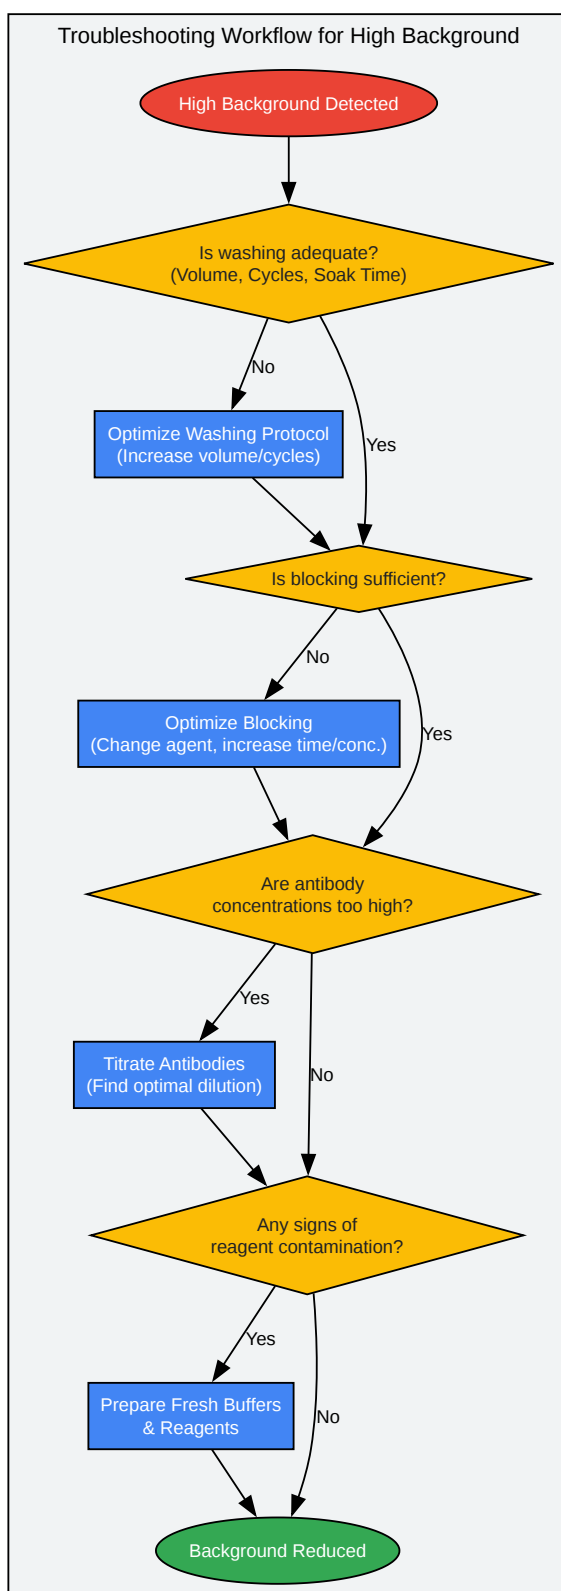 Troubleshooting Workflow for High Background
High Background Detected
Is washing adequate?
(Volume, Cycles, Soak Time)
No
Optimize Washing Protocol
(Increase volume/cycles)
Yes
Is blocking sufficient?
No
Optimize Blocking
(Change agent, increase time/conc.)
Yes
Are antibody
concentrations too high?
Yes
Titrate Antibodies
(Find optimal dilution)
No
Any signs of
reagent contamination?
Yes
Prepare Fresh Buffers
& Reagents
No
Background Reduced